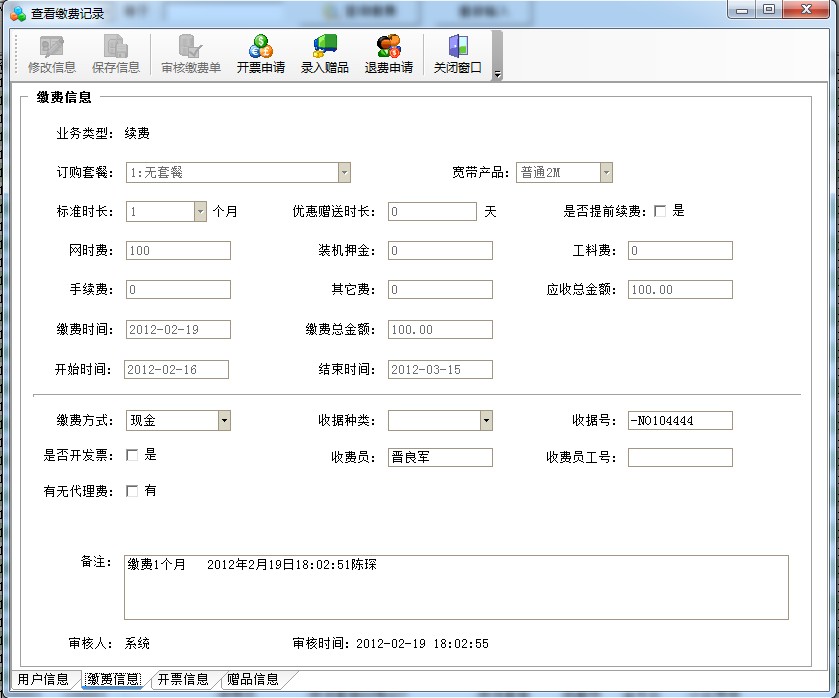 查看缴费记录
修改信息 保存信息 审核缴费单 开票申请 录入赠品 退费申请 关闭窗口
缴费信息
业务类型: 续费
订购套餐: 1:无套餐 宽带产品: 普通2M
标准时长: 1 个月 优惠赠送时长: 0 天 是否提前续费: 是
网时费: 100 装机押金: 0 工料费: 0
手续费: 0 其它费: 0 应收总金额: 100.00
缴费时间: 2012-02-19 缴费总金额: 100.00
开始时间: 2012-02-16 结束时间: 2012-03-15
缴费方式: 现金 收据种类: 收据号: -NO104444
是否开发票: 是 收费员: 晋良军 收费员工号:
有无代理费: 有
备注: 缴费1个月 2012年2月19日18:02:51陈琛
审核人: 系统 审核时间: 2012-02-19 18:02:55
用户信息 缴费信息 开票信息 赠品信息